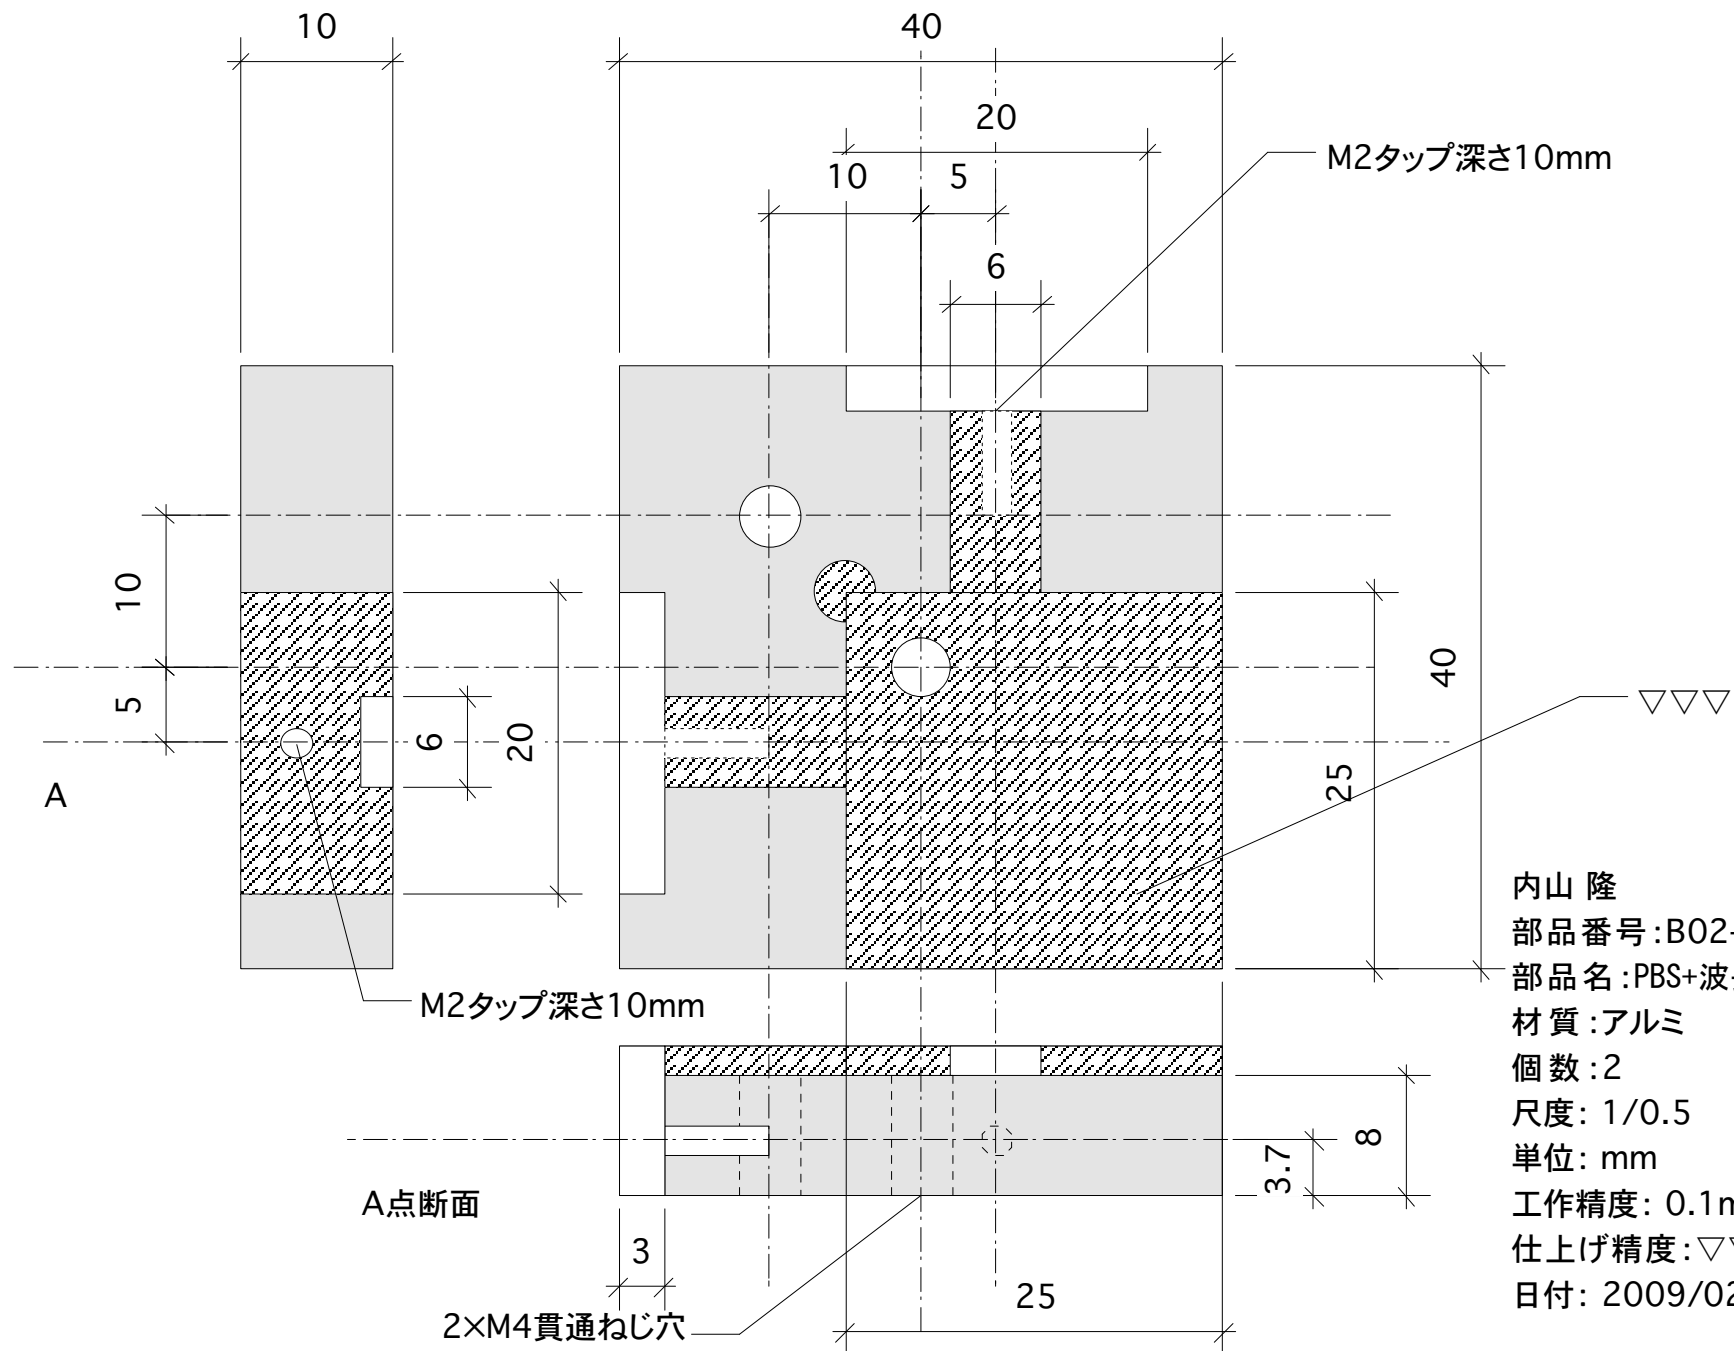 10
40
20
M2タップ深さ10mm
10
5
6
10
5
6
20
40
25
▽▽▽
A
M2タップ深さ10mm
内山 隆
部品番号:B02-
部品名:PBS+波
材質:アルミ
個数:2
尺度: 1/0.5
単位: mm
工作精度: 0.1m
仕上げ精度:▽
日付: 2009/02
8
3.7
A点断面
3
25
2×M4貫通ねじ穴